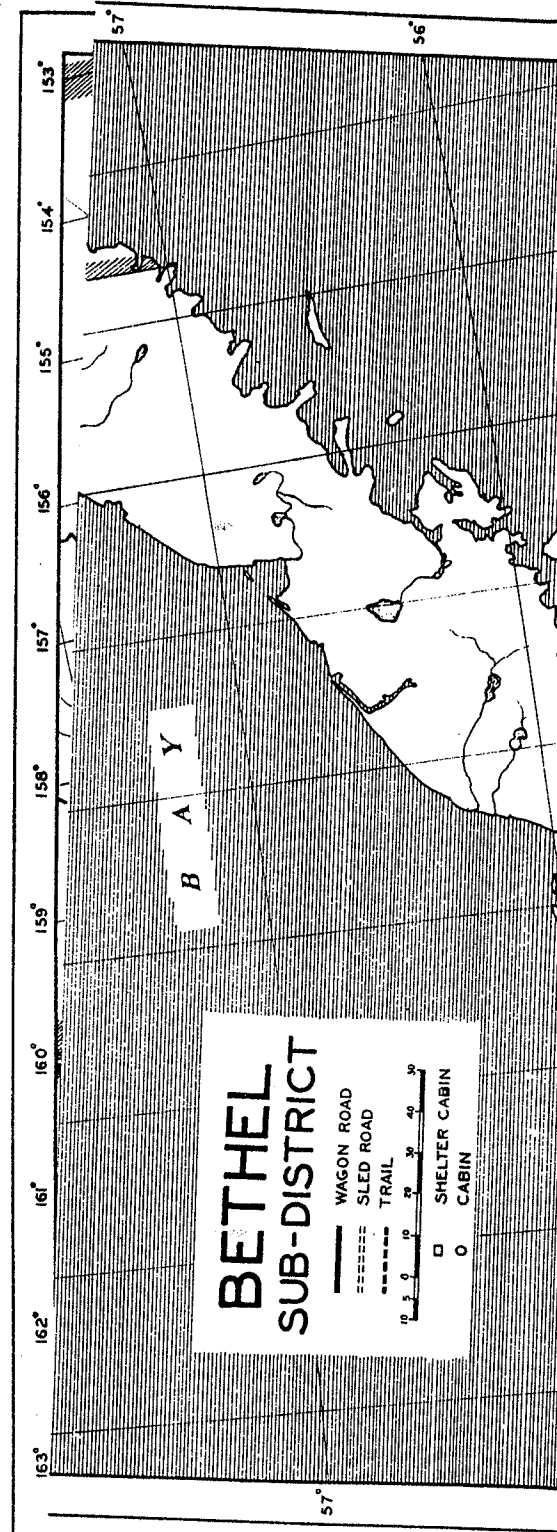 163°
162°
161°
160°
159°
158°
157°
156°
155°
154°
153°
57°
56°
57°
B A Y
BETHEL
SUB-DISTRICT
WAGON ROAD
SLED ROAD
TRAIL
10 5 0 10 20 30 40 50
SHELTER CABIN
CABIN